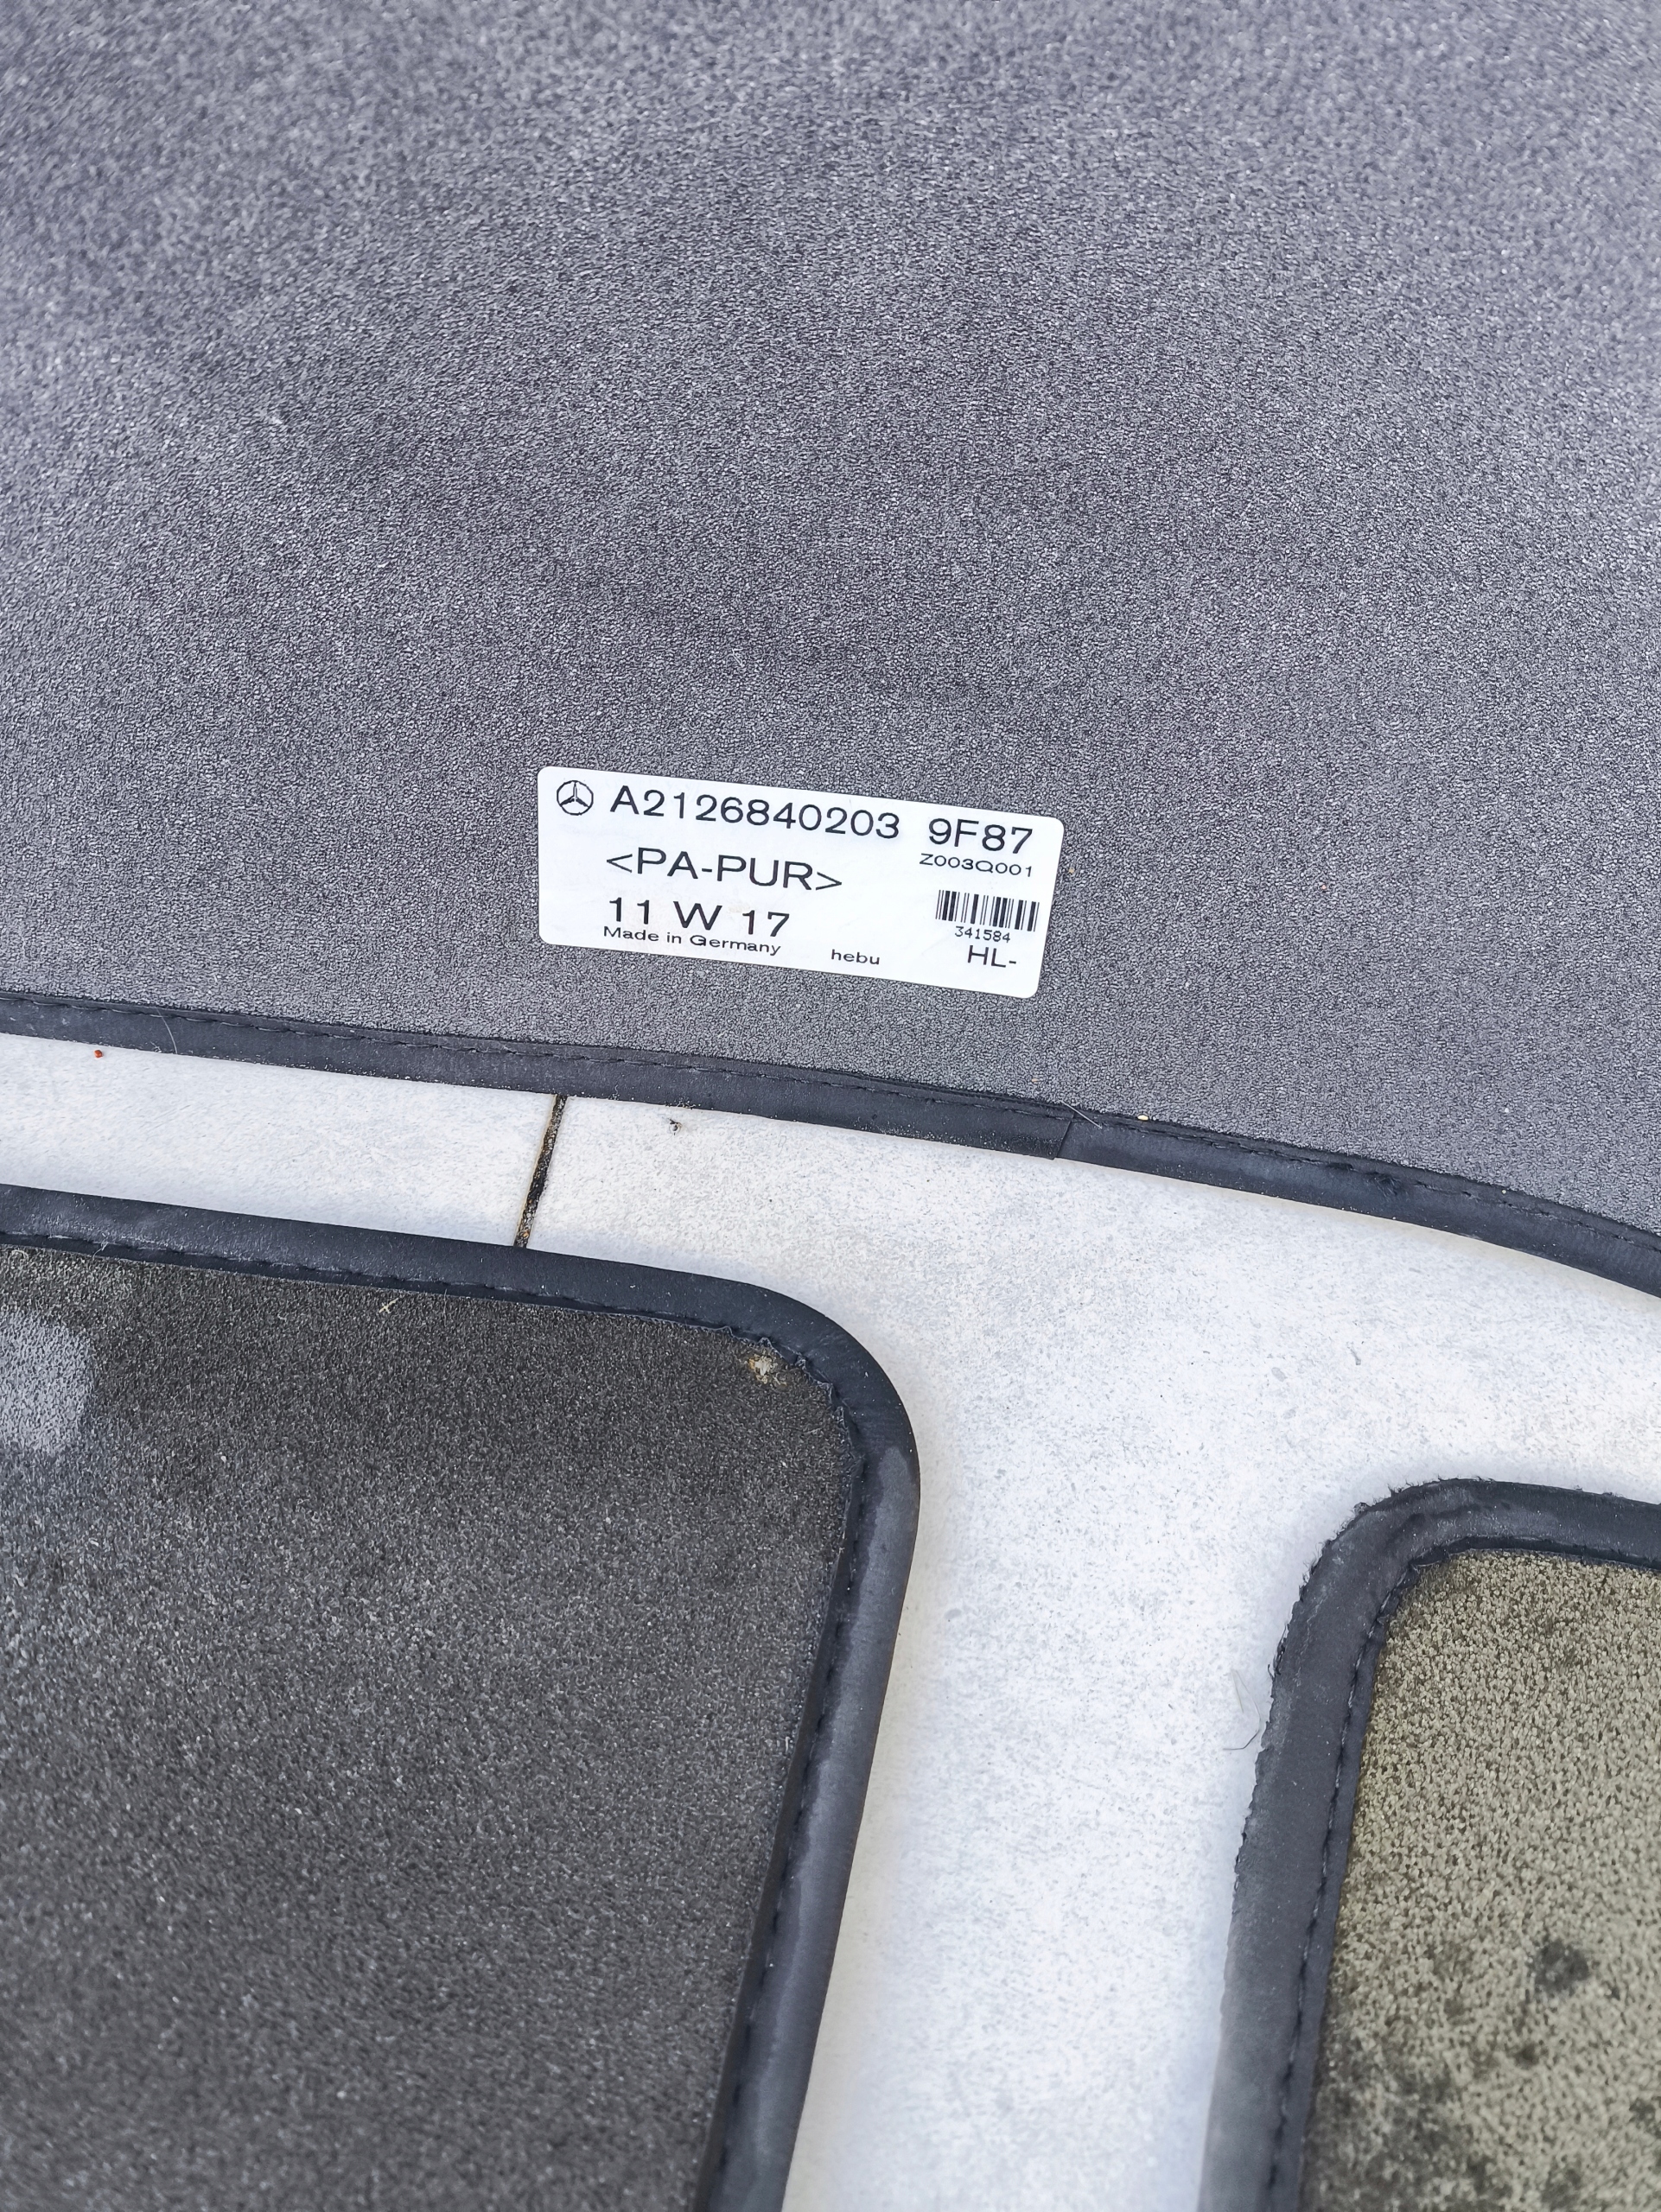 A2126840203 9F87
Z003Q001
<PA-PUR>
11 W 17
341584
Made in Germany hebu HL-